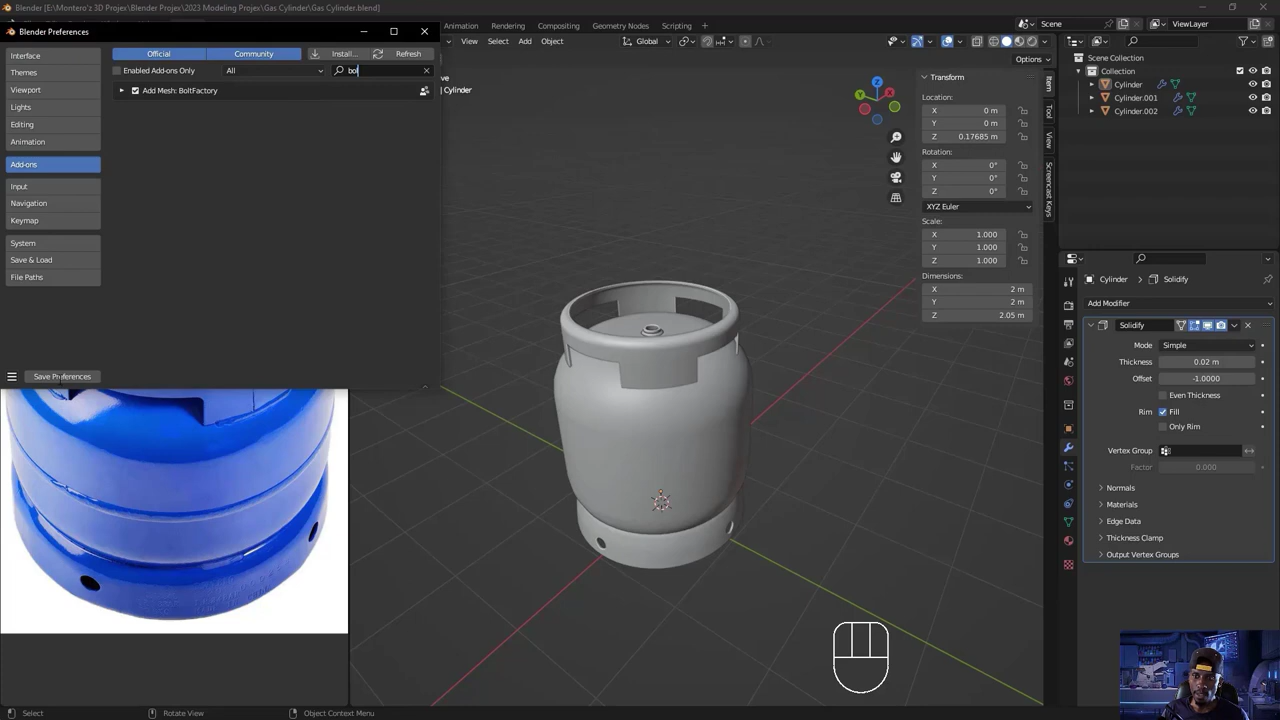 Blender [E:\Montero'z 3D Projex\2023 Modeling Projex\Gas Cylinder\Gas Cylinder.blend]
Blender Preferences
Animation Rendering Compositing Geometry Nodes Scripting
Scene ViewLayer
View Select Add Object Global Options
Interface
Themes
Viewport
Lights
Editing
Animation
Add-ons
Input
Navigation
Keymap
System
Save & Load
File Paths
Save Preferences
Official Community Install... Refresh
Enabled Add-ons Only All bol
Add Mesh: BoltFactory
Cylinder
X
Y
Z
Transform
Location:
X 0 m
Y 0 m
Z 0.17685 m
Rotation:
X 0°
Y 0°
Z 0°
XYZ Euler
Scale:
X 1.000
Y 1.000
Z 1.000
Dimensions:
X 2 m
Y 2 m
Z 2.05 m
Item
Tool
View
Screencast Keys
Scene Collection
Collection
Cylinder
Cylinder.001
Cylinder.002
Cylinder Solidify
Add Modifier
Solidify
Mode Simple
Thickness 0.02 m
Offset -1.0000
Even Thickness
Rim Fill
Only Rim
Vertex Group
Factor 0.000
Normals
Materials
Edge Data
Thickness Clamp
Output Vertex Groups
Select Rotate View Object Context Menu